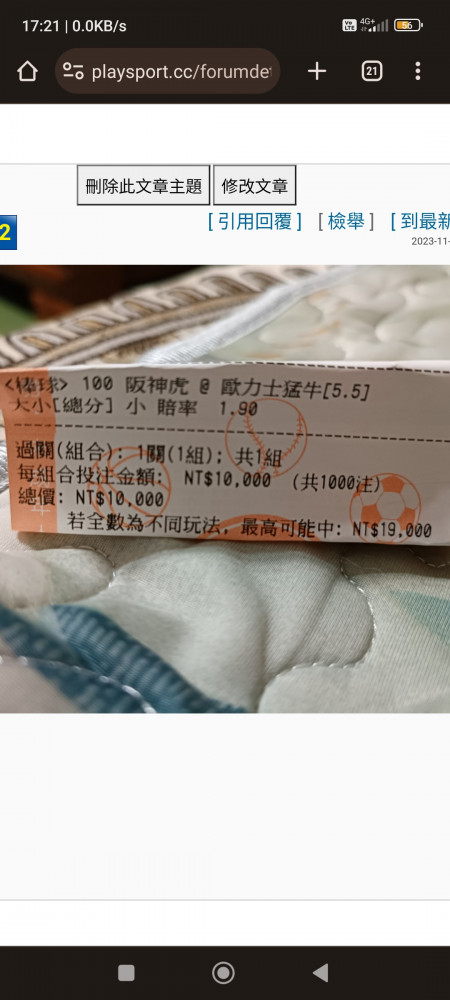 17:21 | 0.0KB/s
4G+
56
playsport.cc/forumde
21
刪除此文章主題 修改文章
2
[ 引用回覆 ] [ 檢舉 ] [ 到最新
2023-11-
<棒球> 100 阪神虎 @ 歐力士猛牛[5.5]
大小[總分] 小 賠率 1.90
過關(組合): 1關(1組); 共1組
每組合投注金額: NT$10,000 (共1000注)
總價: NT$10,000
若全數為不同玩法, 最高可能中: NT$19,000